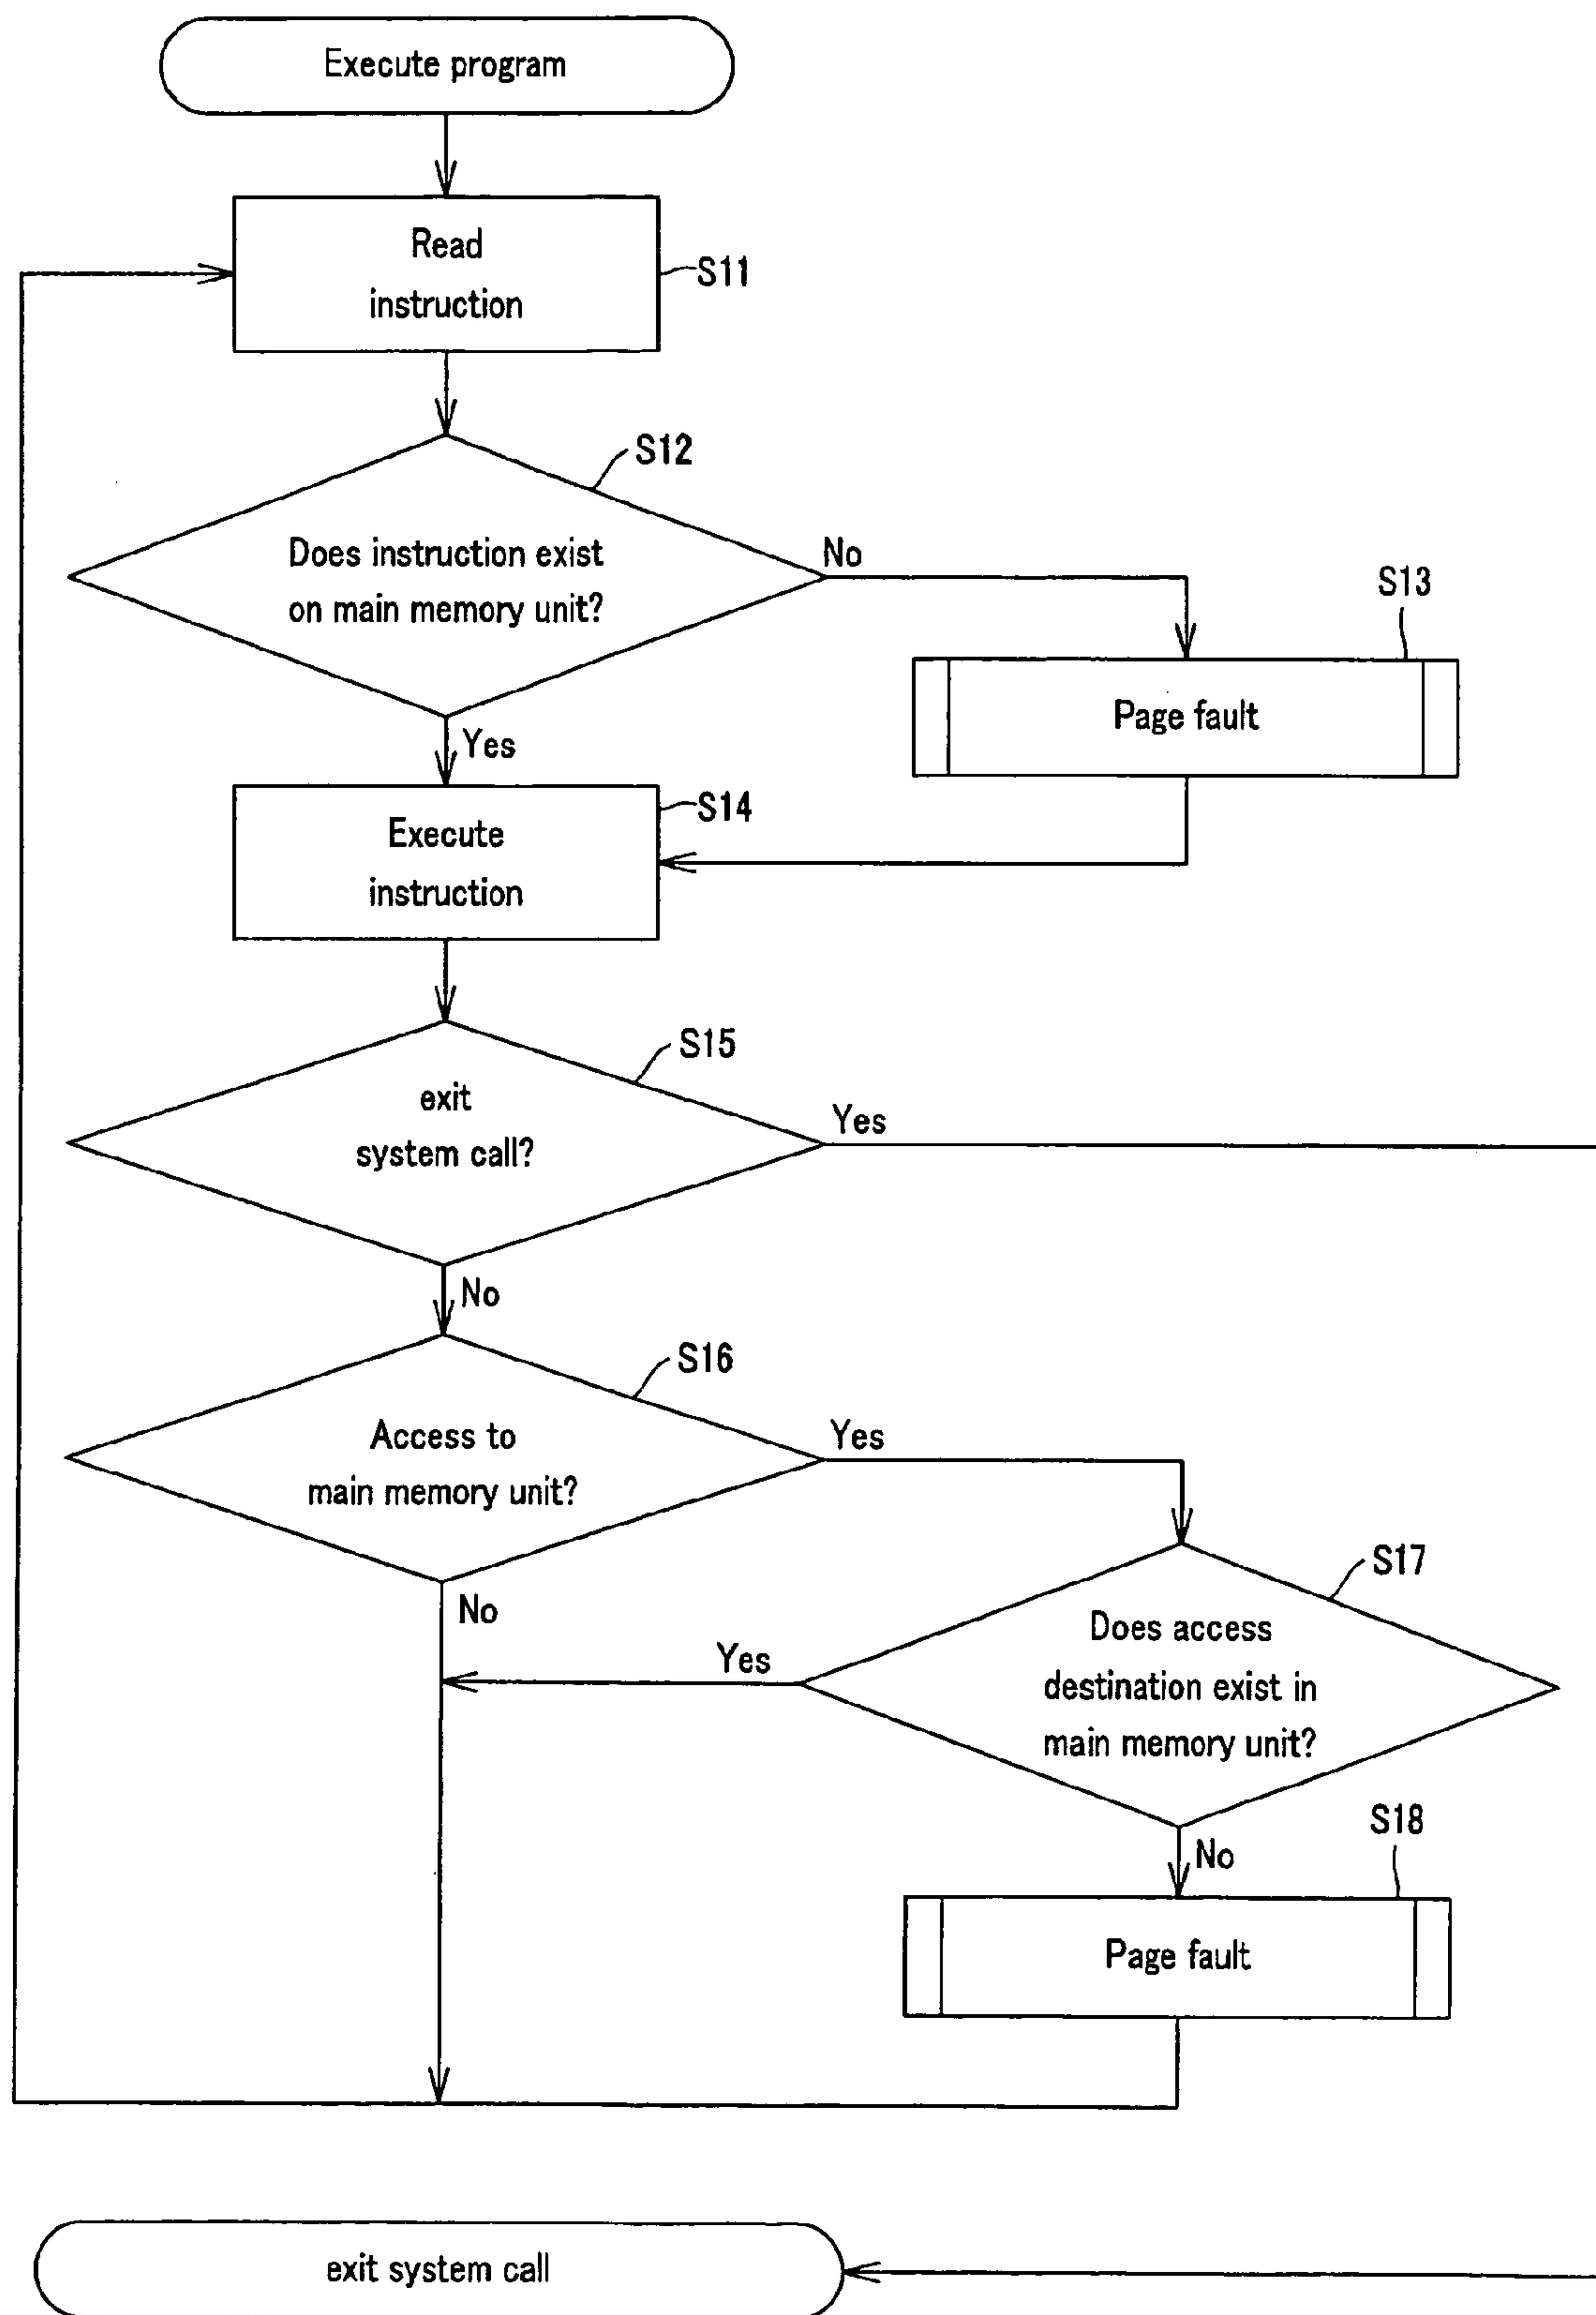 Execute program
Read
instruction
S11
S12
Does instruction exist
on main memory unit?
No
S13
Page fault
Yes
S14
Execute
instruction
S15
exit
system call?
Yes
No
S16
Access to
main memory unit?
Yes
No
S17
Does access
destination exist in
main memory unit?
Yes
No
S18
Page fault
exit system call